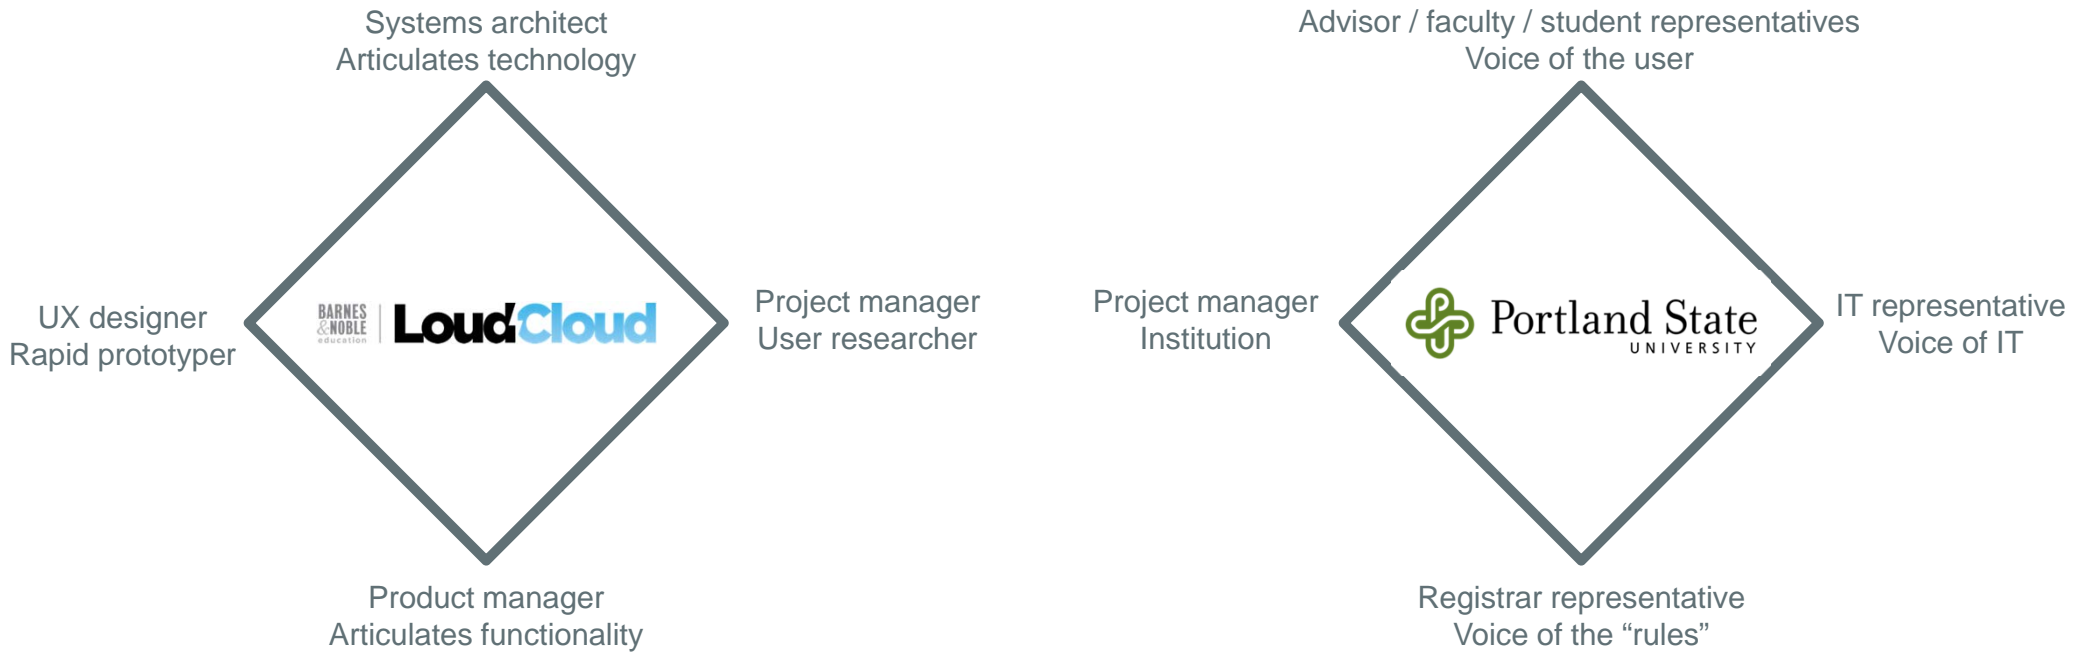 Systems architect
Articulates technology
UX designer
Rapid prototyper
BARNES
&NOBLE
education
LoudCloud
Project manager
User researcher
Product manager
Articulates functionality
Advisor / faculty / student representatives
Voice of the user
Project manager
Institution
Portland State
UNIVERSITY
IT representative
Voice of IT
Registrar representative
Voice of the “rules”